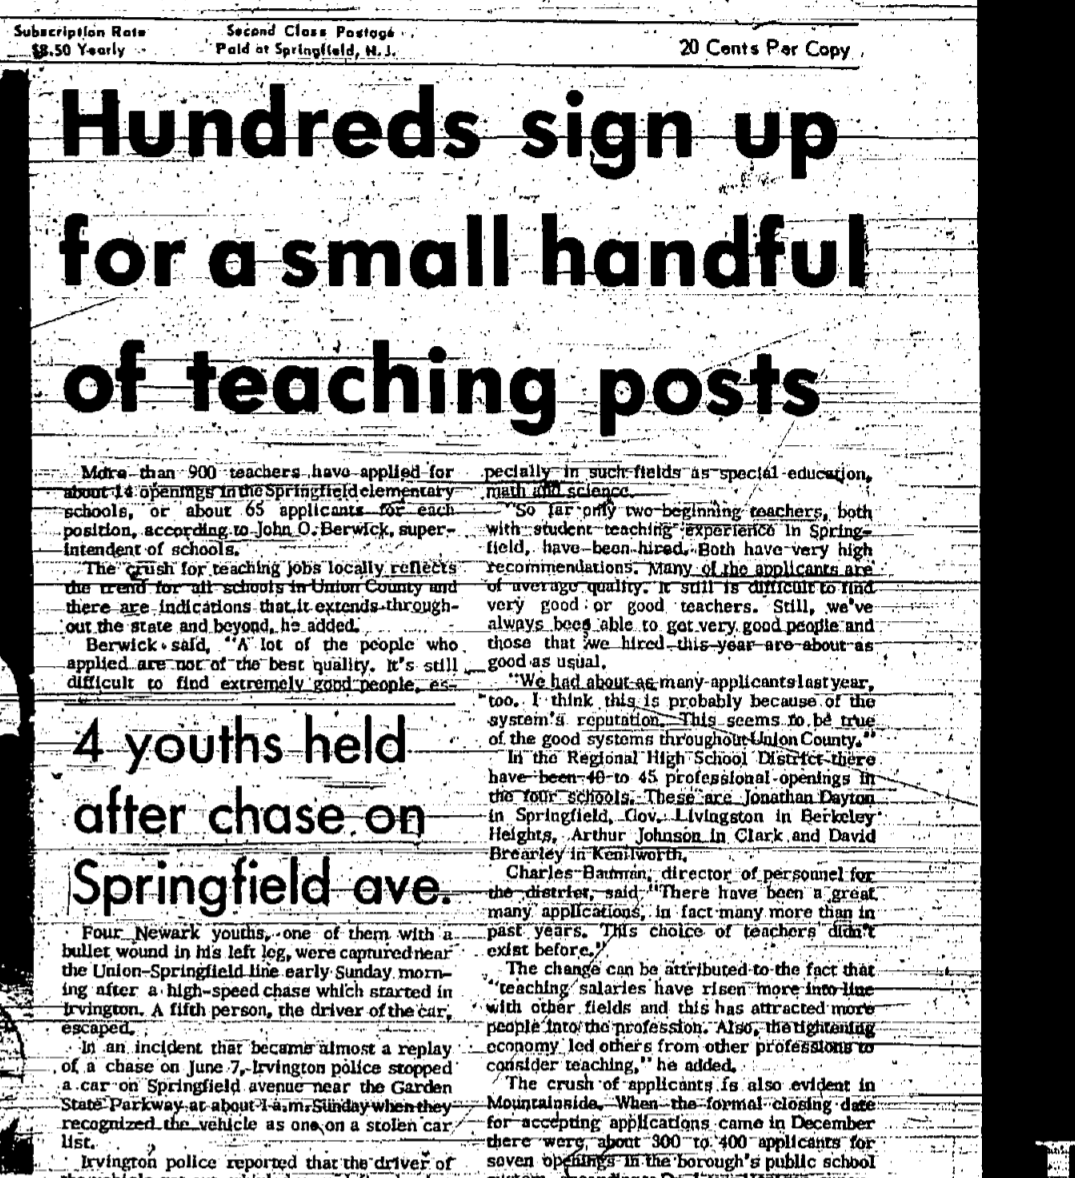 Subscription Rate
$8.50 Yearly
Second Class Postage
Paid at Springfield, N.J.
20 Cents Per Copy
Hundreds sign up
for a small handful
of teaching posts
More than 900 teachers have applied for
about 14 openings in the Springfield elementary
schools, or about 65 applicants for each
position, according to John O. Berwick, super-
intendent of schools.
The crush for teaching jobs locally reflects
the trend for all schools in Union County and
there are indications that it extends through-
out the state and beyond, he added.
Berwick said, "A lot of the people who
applied are not of the best quality. It's still
difficult to find extremely good people, es-
pecially in such fields as special education,
math and science.
"So far only two beginning teachers, both
with student teaching experience in Spring-
field, have been hired. Both have very high
recommendations. Many of the applicants are
of average quality. It still is difficult to find
very good or good teachers. Still, we've
always been able to get very good people and
those that we hired this year are about as
good as usual.
"We had about as many applicants last year,
too. I think this is probably because of the
system's reputation. This seems to be true
of the good systems throughout Union County."
In the Regional High School District there
have been 40 to 45 professional openings in
the four schools. These are Jonathan Dayton
in Springfield, Gov. Livingston in Berkeley
Heights, Arthur Johnson in Clark and David
Brearley in Kenilworth.
Charles Bauman, director of personnel for
the district, said "There have been a great
many applications, in fact many more than in
past years. This choice of teachers didn't
exist before."
The change can be attributed to the fact that
"teaching salaries have risen more into line
with other fields and this has attracted more
people into the profession. Also, the tightening
economy led others from other professions to
consider teaching," he added.
The crush of applicants is also evident in
Mountainside. When the formal closing date
for accepting applications came in December
there were about 300 to 400 applicants for
seven openings in the borough's public school
4 youths held
after chase on
Springfield ave.
Four Newark youths, one of them with a
bullet wound in his left leg, were captured near
the Union-Springfield line early Sunday morn-
ing after a high-speed chase which started in
Irvington. A fifth person, the driver of the car,
escaped.
In an incident that became almost a replay
of a chase on June 7, Irvington police stopped
a car on Springfield avenue near the Garden
State Parkway at about 1 a.m. Sunday when they
recognized the vehicle as one on a stolen car
list.
Irvington police reported that the driver of